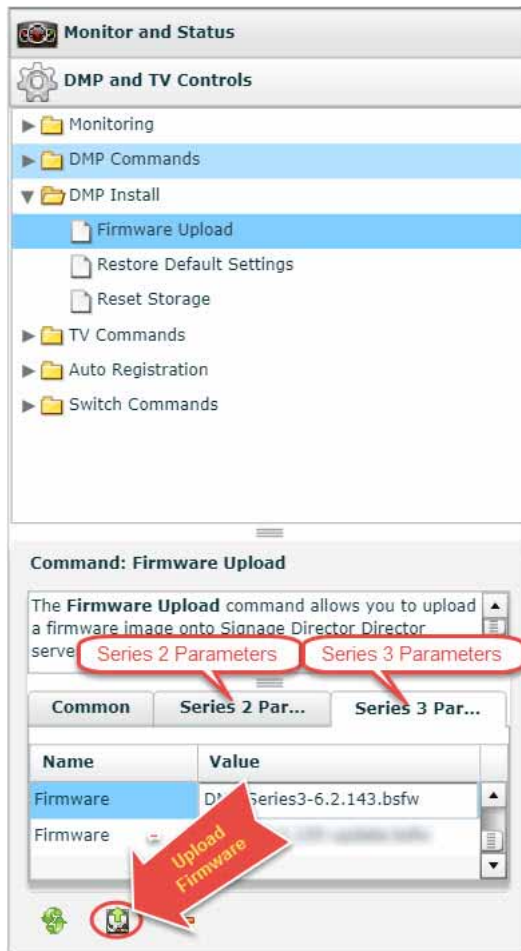 Monitor and Status
DMP and TV Controls
Monitoring
DMP Commands
DMP Install
Firmware Upload
Restore Default Settings
Reset Storage
TV Commands
Auto Registration
Switch Commands
Command: Firmware Upload
The Firmware Upload command allows you to upload
a firmware image onto Signage Director Director
Series 2 Parameters
Series 3 Parameters
Common
Series 2 Par...
Series 3 Par...
Name
Value
Firmware
Series3-6.2.143.bsfw
Firmware
Upload
Firmware